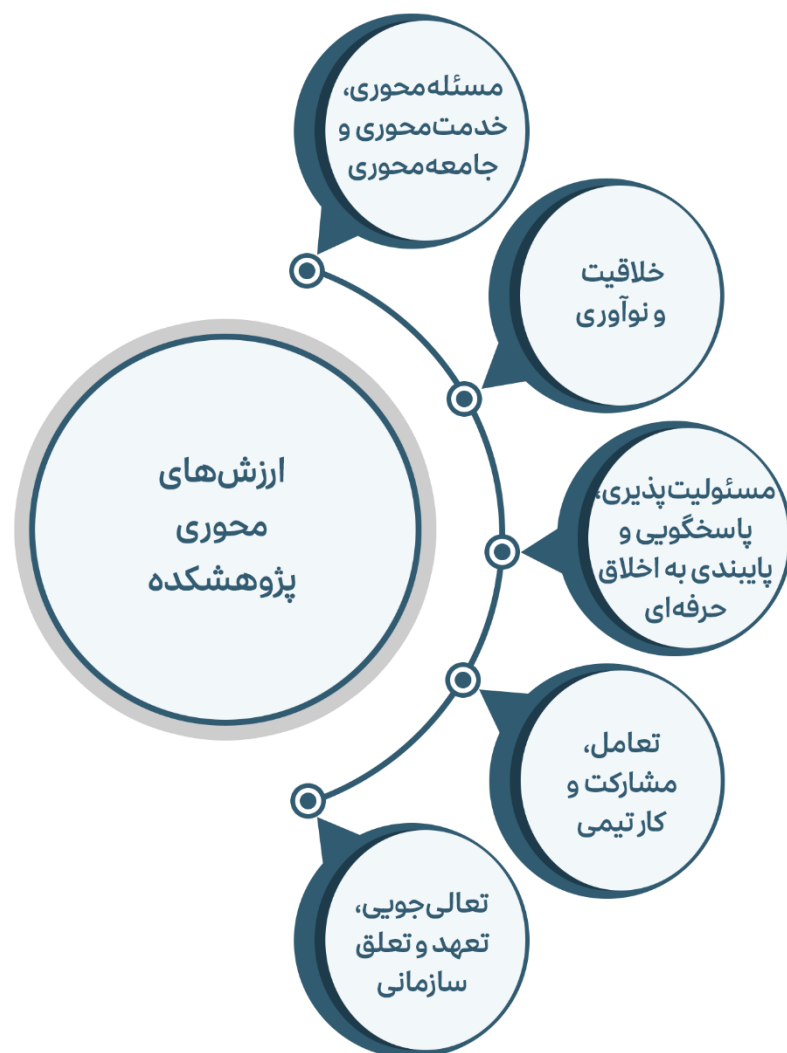 ارزش‌های
محوری
پژوهشکده
مسئله‌محوری،
خدمت‌محوری و
جامعه‌محوری
خلاقیت
و نوآوری
مسئولیت‌پذیری،
پاسخگویی و
پایبندی به اخلاق
حرفه‌ای
تعامل،
مشارکت و
کار تیمی
تعالی‌جویی،
تعهد و تعلق
سازمانی